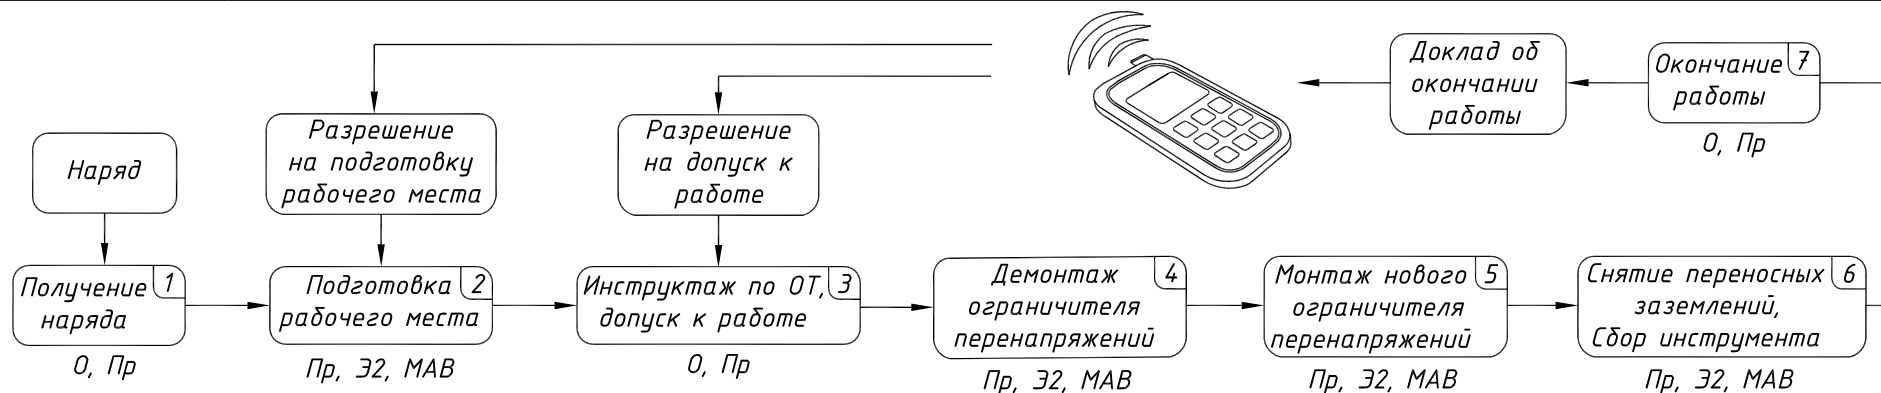 Наряд
Получение 1
наряда
О, Пр
Разрешение
на подготовку
рабочего места
Подготовка 2
рабочего места
Пр, Э2, МАВ
Разрешение
на допуск к
работе
Инструктаж по ОТ, 3
допуск к работе
О, Пр
Демонтаж 4
ограничителя
перенапряжений
Пр, Э2, МАВ
Монтаж нового 5
ограничителя
перенапряжений
Пр, Э2, МАВ
Снятие переносных 6
заземлений,
Сбор инструмента
Пр, Э2, МАВ
Окончание 7
работы
О, Пр
Доклад об
окончании
работы